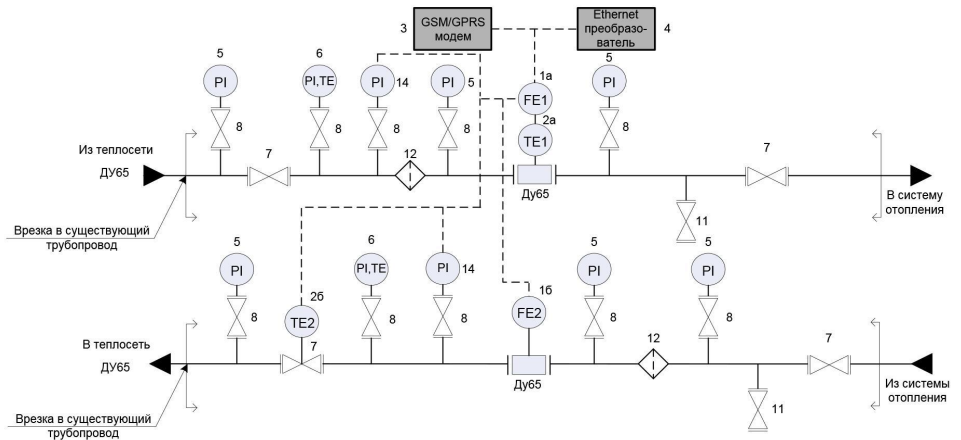 3
GSM/GPRS
модем
Ethernet
преобразо-
ватель
4
5
6
5
1а
PI
PI,TE
PI
14
PI
5
FE1
PI
2а
8
8
8
8
TE1
8
Из теплосети
ДУ65
7
12
7
Ду65
В систему
отопления
11
Врезка в существующий
трубопровод
5
6
5
5
PI
2б
PI,TE
PI
14
1б
PI
PI
TE2
FE2
8
8
8
8
8
7
12
7
В теплосеть
ДУ65
Ду65
Из системы
отопления
11
Врезка в существующий
трубопровод